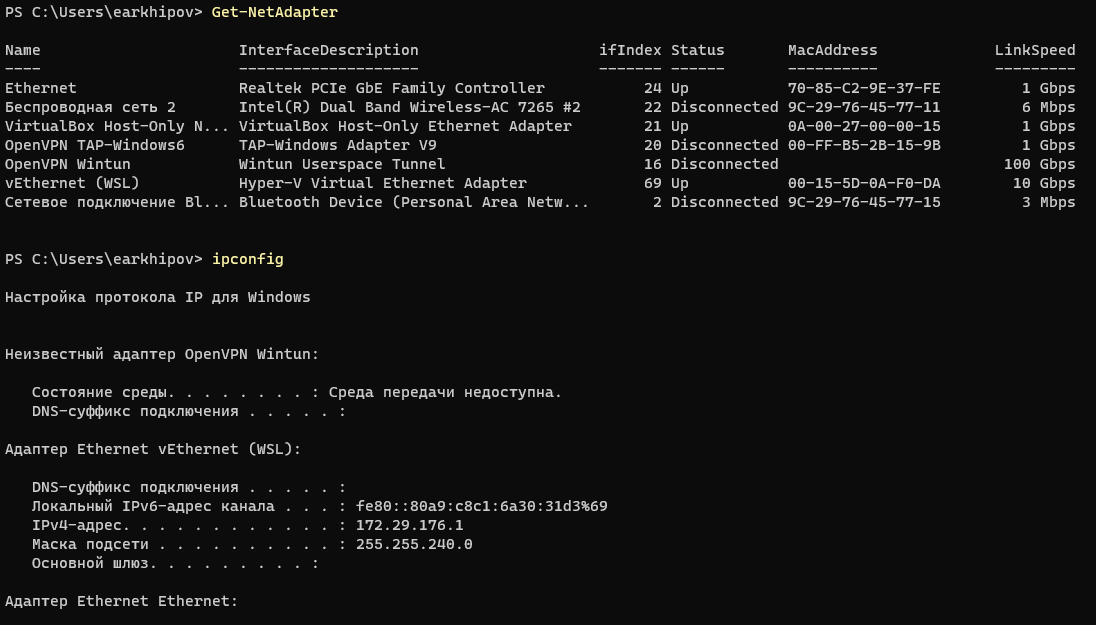 PS C:\Users\earkhipov> Get-NetAdapter
Name InterfaceDescription ifIndex Status MacAddress LinkSpeed
---- -------------------- ------- ------ ---------- ---------
Ethernet Realtek PCIe GbE Family Controller 24 Up 70-85-C2-9E-37-FE 1 Gbps
Беспроводная сеть 2 Intel(R) Dual Band Wireless-AC 7265 #2 22 Disconnected 9C-29-76-45-77-11 6 Mbps
VirtualBox Host-Only N... VirtualBox Host-Only Ethernet Adapter 21 Up 0A-00-27-00-00-15 1 Gbps
OpenVPN TAP-Windows6 TAP-Windows Adapter V9 20 Disconnected 00-FF-B5-2B-15-9B 1 Gbps
OpenVPN Wintun Wintun Userspace Tunnel 16 Disconnected 100 Gbps
vEthernet (WSL) Hyper-V Virtual Ethernet Adapter 69 Up 00-15-5D-0A-F0-DA 10 Gbps
Сетевое подключение Bl... Bluetooth Device (Personal Area Netw... 2 Disconnected 9C-29-76-45-77-15 3 Mbps
PS C:\Users\earkhipov> ipconfig
Настройка протокола IP для Windows
Неизвестный адаптер OpenVPN Wintun:
Состояние среды. . . . . . . . : Среда передачи недоступна.
DNS-суффикс подключения . . . . . :
Адаптер Ethernet vEthernet (WSL):
DNS-суффикс подключения . . . . . :
Локальный IPv6-адрес канала . . . : fe80::80a9:c8c1:6a30:31d3%69
IPv4-адрес. . . . . . . . . . . . : 172.29.176.1
Маска подсети . . . . . . . . . . : 255.255.240.0
Основной шлюз. . . . . . . . . :
Адаптер Ethernet Ethernet: